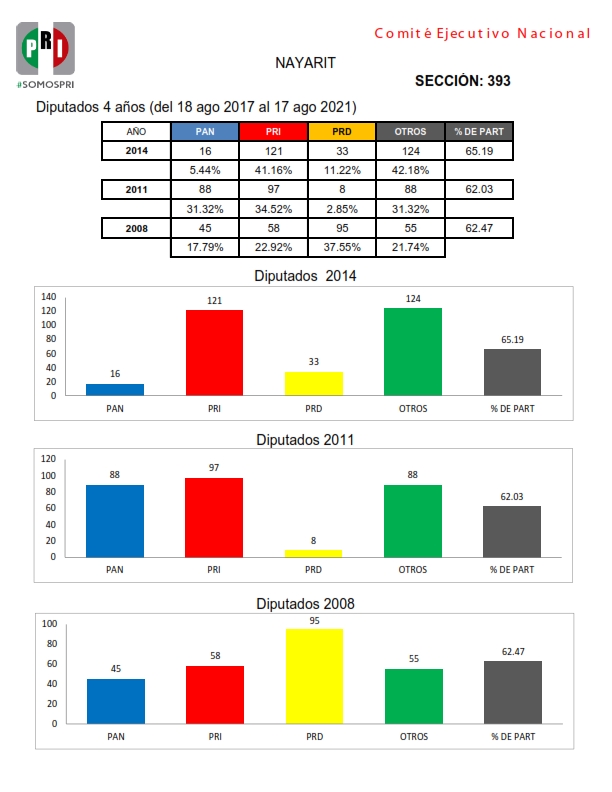 Comité Ejecutivo Nacional
PRI
#SOMOSPRI
NAYARIT
SECCIÓN: 393
Diputados 4 años (del 18 ago 2017 al 17 ago 2021)
AÑO PAN PRI PRD OTROS % DE PART
2014 16 121 33 124 65.19
5.44% 41.16% 11.22% 42.18%
2011 88 97 8 88 62.03
31.32% 34.52% 2.85% 31.32%
2008 45 58 95 55 62.47
17.79% 22.92% 37.55% 21.74%
Diputados 2014
140
120
100
80
60
40
20
0
16 121 33 124 65.19
PAN PRI PRD OTROS % DE PART
Diputados 2011
120
100
80
60
40
20
0
88 97 8 88 62.03
PAN PRI PRD OTROS % DE PART
Diputados 2008
100
80
60
40
20
0
45 58 95 55 62.47
PAN PRI PRD OTROS % DE PART